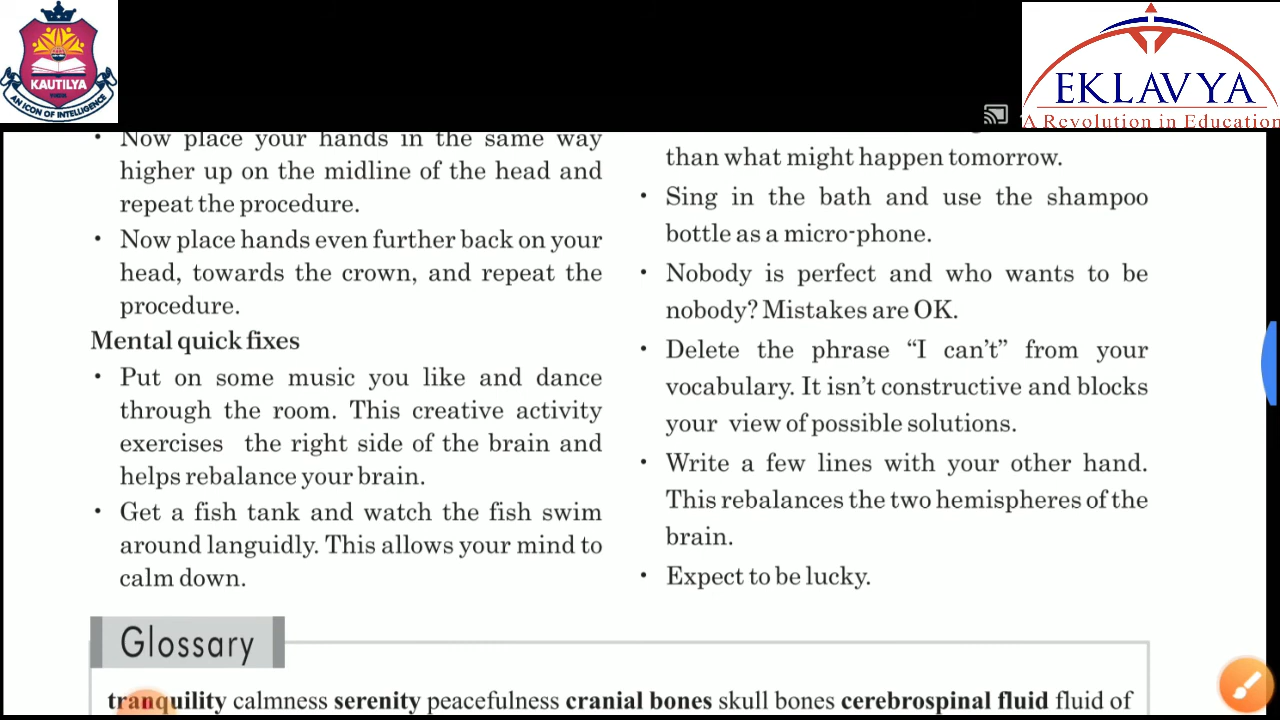 KAUTILYA
AN ICON OF INTELLIGENCE
EKLAVYA
A Revolution in Education
• Now place your hands in the same way
higher up on the midline of the head and
repeat the procedure.
• Now place hands even further back on your
head, towards the crown, and repeat the
procedure.
Mental quick fixes
• Put on some music you like and dance
through the room. This creative activity
exercises the right side of the brain and
helps rebalance your brain.
• Get a fish tank and watch the fish swim
around languidly. This allows your mind to
calm down.
than what might happen tomorrow.
• Sing in the bath and use the shampoo
bottle as a micro-phone.
• Nobody is perfect and who wants to be
nobody? Mistakes are OK.
• Delete the phrase “I can’t” from your
vocabulary. It isn’t constructive and blocks
your view of possible solutions.
• Write a few lines with your other hand.
This rebalances the two hemispheres of the
brain.
• Expect to be lucky.
Glossary
tranquility calmness serenity peacefulness cranial bones skull bones cerebrospinal fluid fluid of